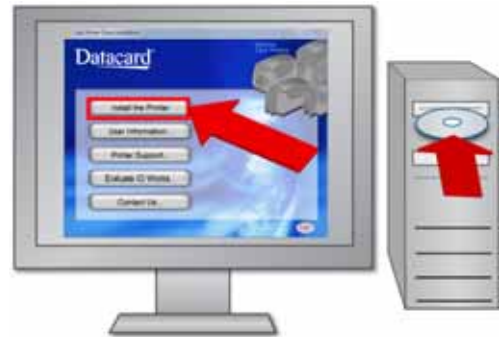 Datacard
Install the Printer
User Information...
Printer Support...
Evaluate ID Works...
Contact Us...